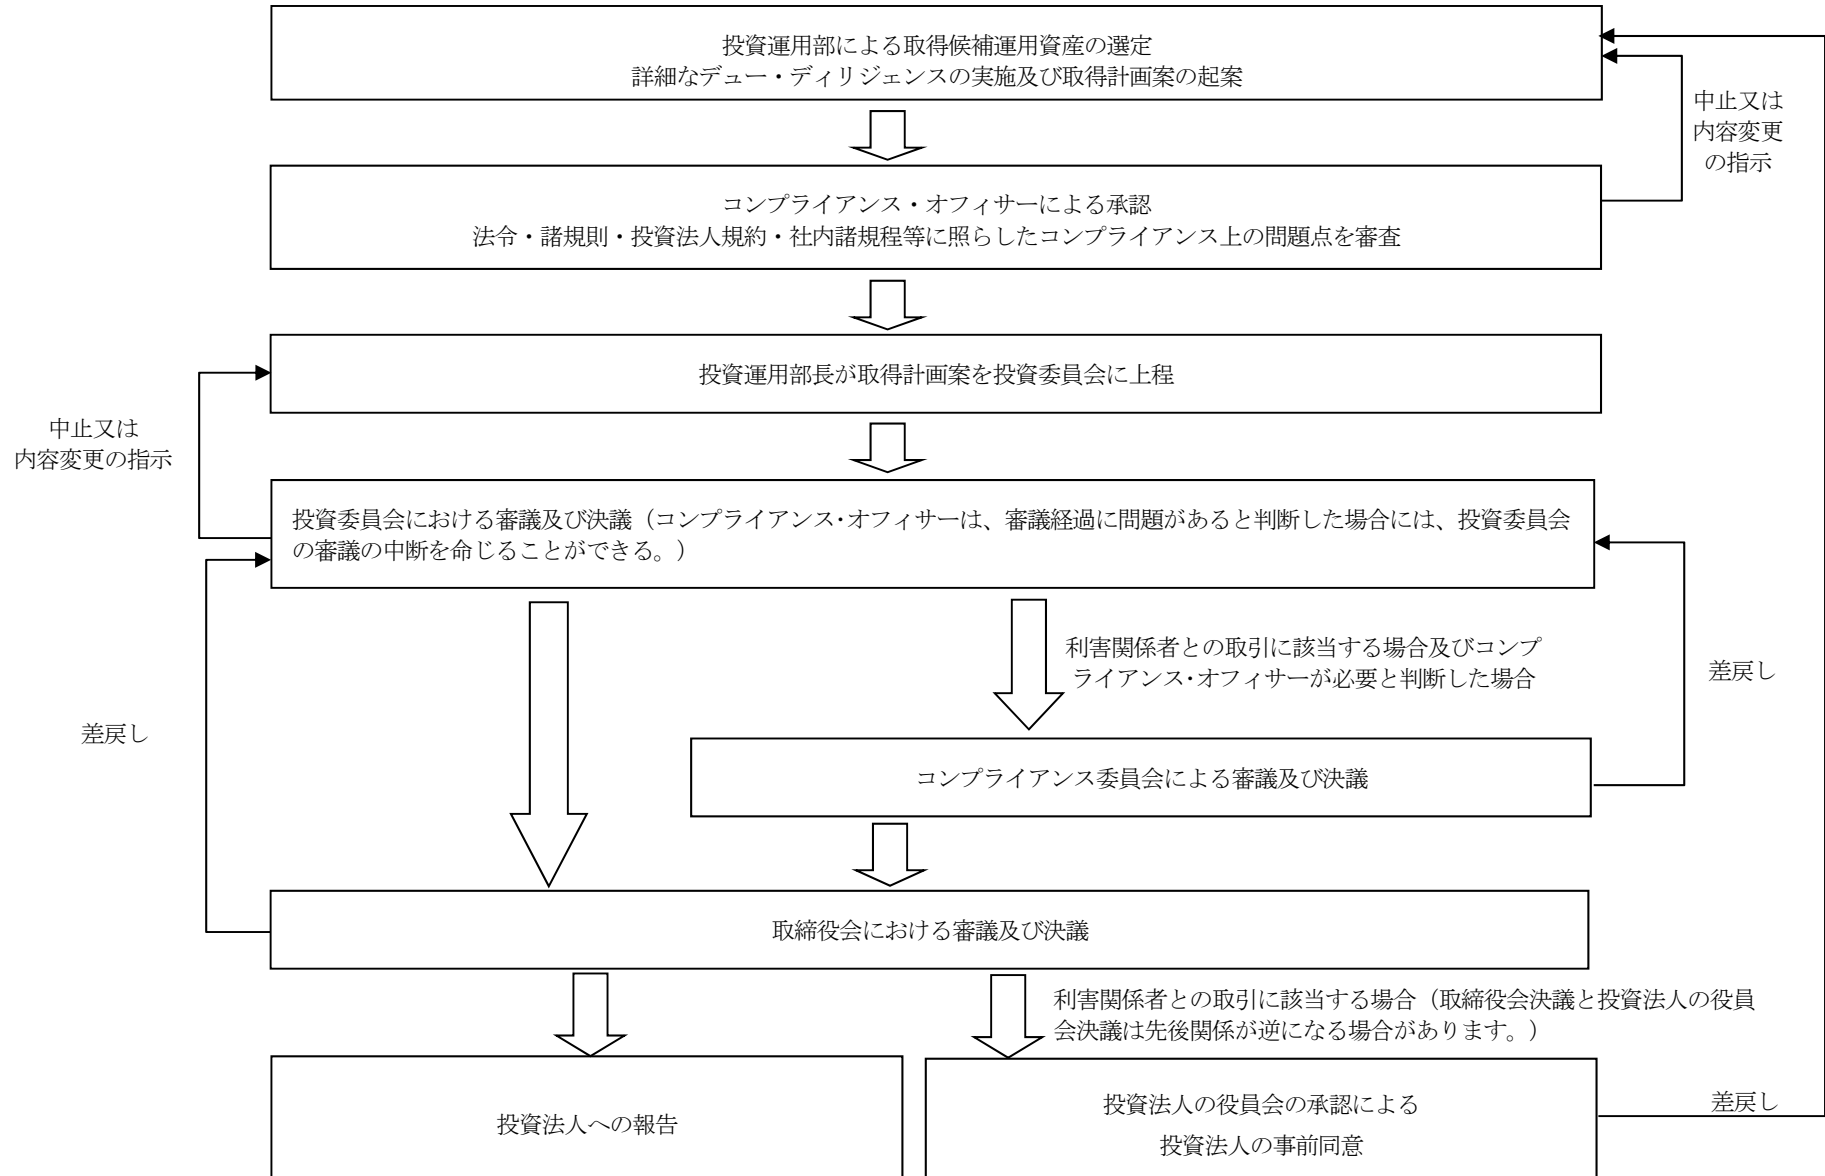 投資運用部による取得候補運用資産の選定
詳細なデュー・ディリジェンスの実施及び取得計画案の起案
中止又は
内容変更
の指示
コンプライアンス・オフィサーによる承認
法令・諸規則・投資法人規約・社内諸規程等に照らしたコンプライアンス上の問題点を審査
投資運用部長が取得計画案を投資委員会に上程
中止又は
内容変更の指示
投資委員会における審議及び決議（コンプライアンス･オフィサーは、審議経過に問題があると判断した場合には、投資委員会
の審議の中断を命じることができる。）
利害関係者との取引に該当する場合及びコンプ
ライアンス･オフィサーが必要と判断した場合
差戻し
差戻し
コンプライアンス委員会による審議及び決議
取締役会における審議及び決議
利害関係者との取引に該当する場合（取締役会決議と投資法人の役員
会決議は先後関係が逆になる場合があります。）
投資法人への報告
投資法人の役員会の承認による
投資法人の事前同意
差戻し